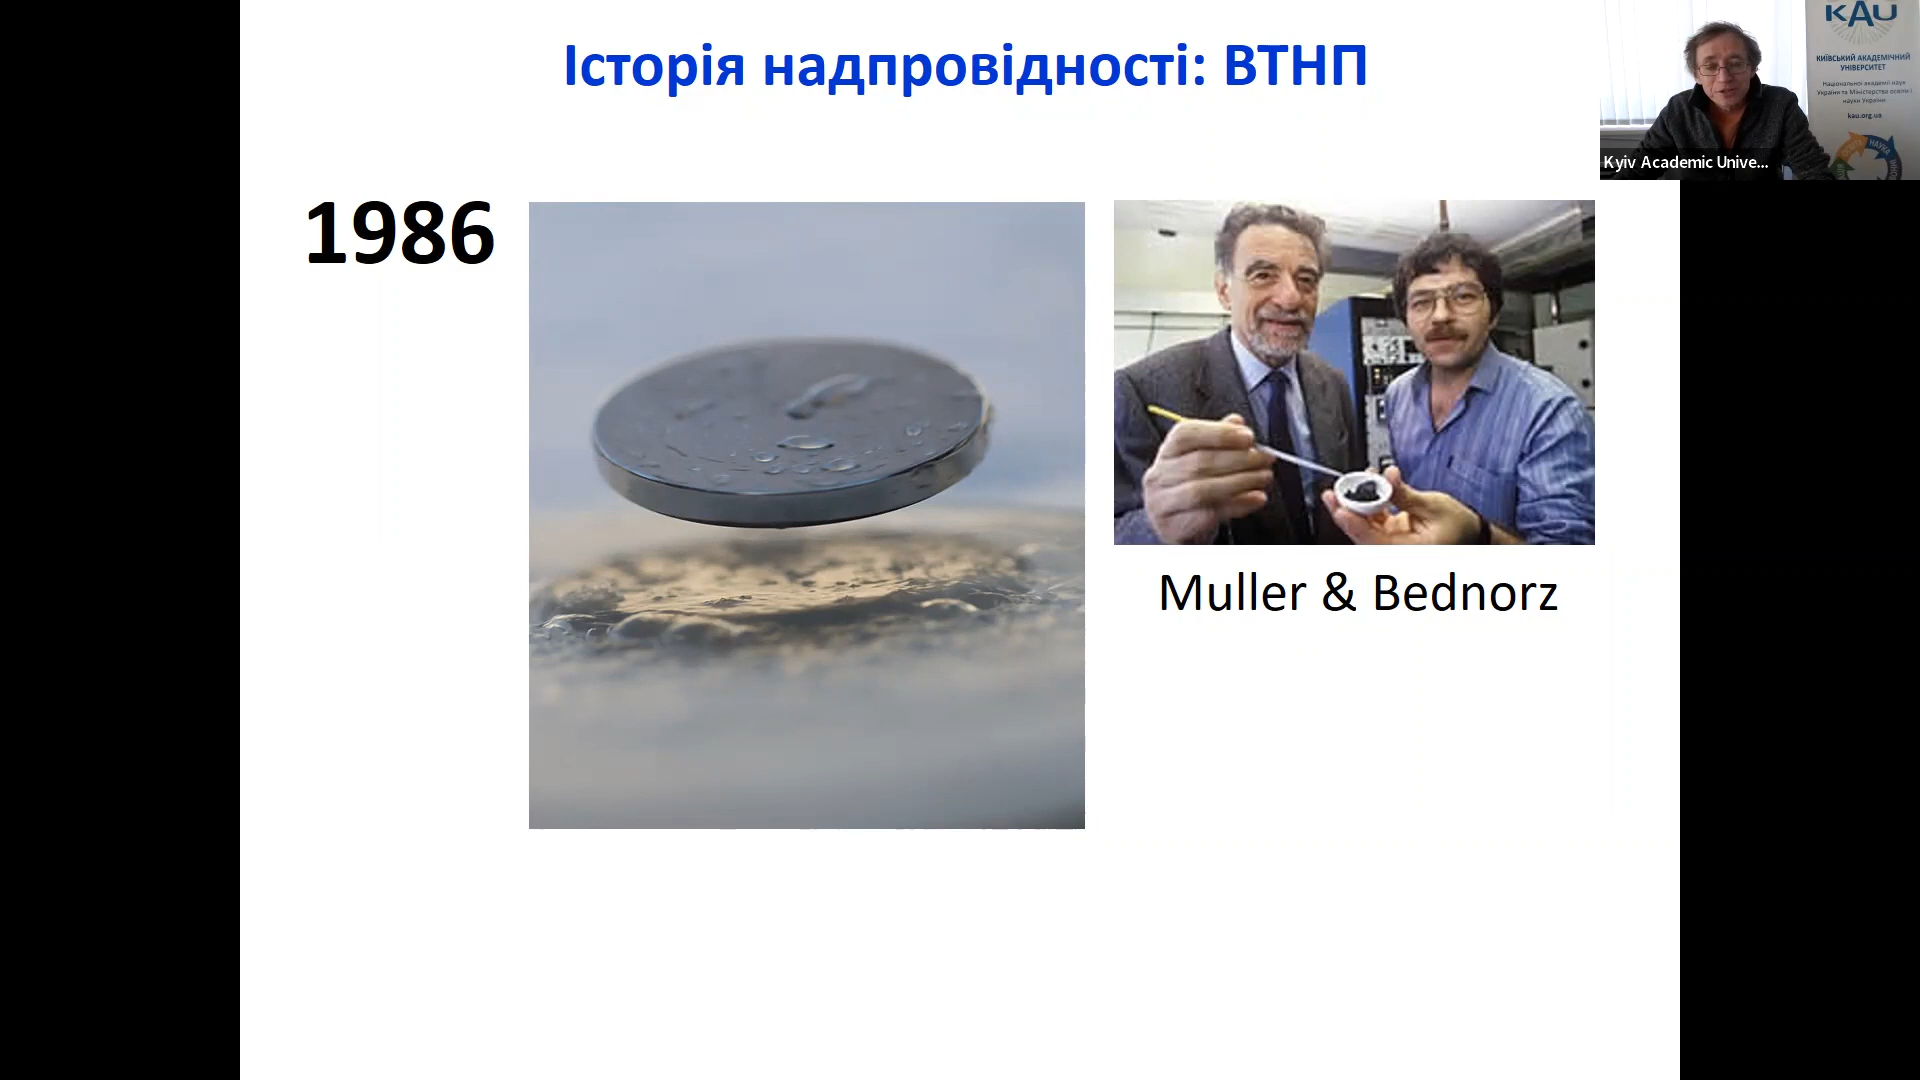 Історія надпровідності: ВТНП
1986
Muller & Bednorz
KAU
КИЇВСЬКИЙ АКАДЕМІЧНИЙ
УНІВЕРСИТЕТ
Національної академії наук
України та Міністерства освіти і
науки України
kau.org.ua
НАУКА
Kyiv Academic Unive...